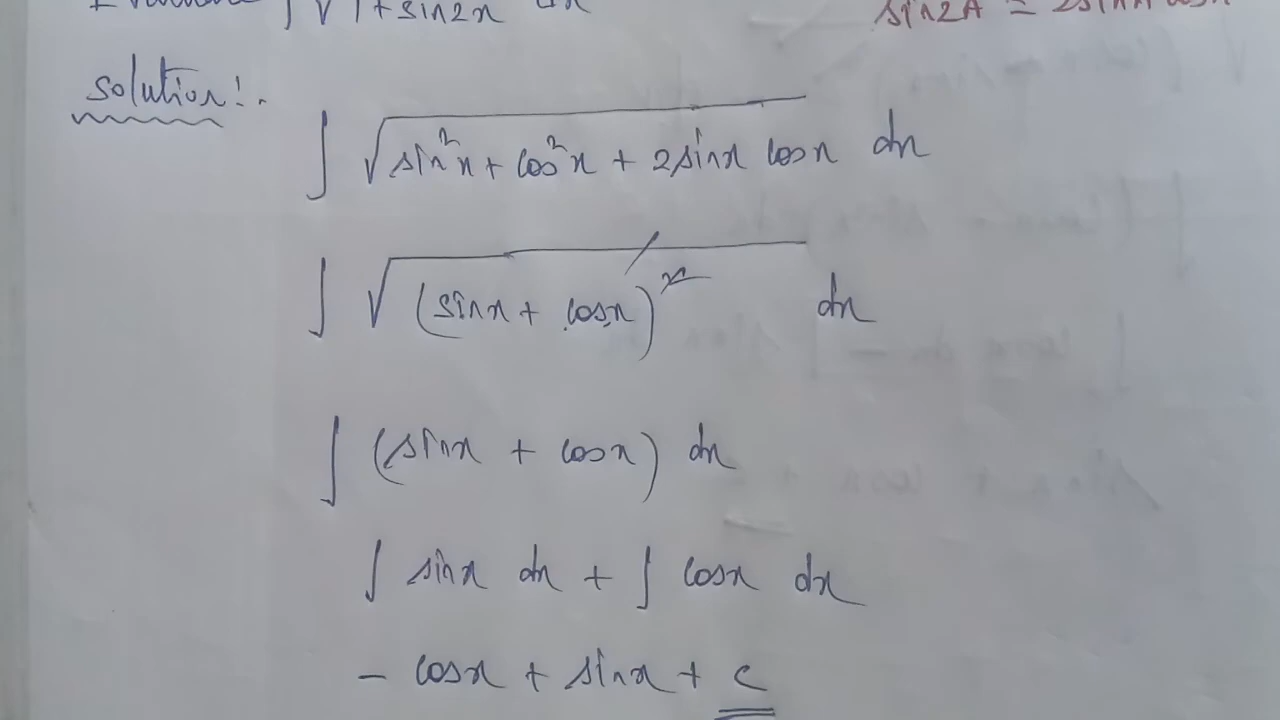 ∫ √1+sin2x dx sin2A = 2sinA
solution:.
∫ √sin²x + cos²x + 2sinx cosx dx
∫ √(sinx + cosx)² dx
∫ (sinx + cosx) dx
∫ sinx dx + ∫ cosx dx
- cosx + sinx + c